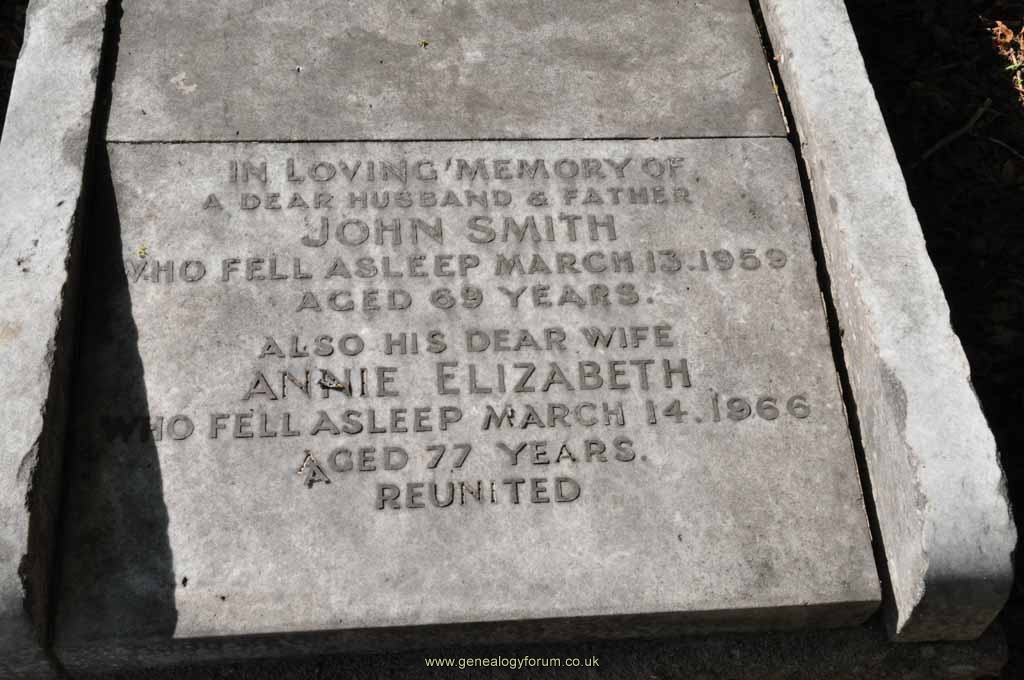 IN LOVING MEMORY OF
A DEAR HUSBAND & FATHER
JOHN SMITH
WHO FELL ASLEEP MARCH 13.1959
AGED 69 YEARS.
ALSO HIS DEAR WIFE
ANNIE ELIZABETH
WHO FELL ASLEEP MARCH 14.1966
AGED 77 YEARS.
REUNITED
www.genealogyforum.co.uk